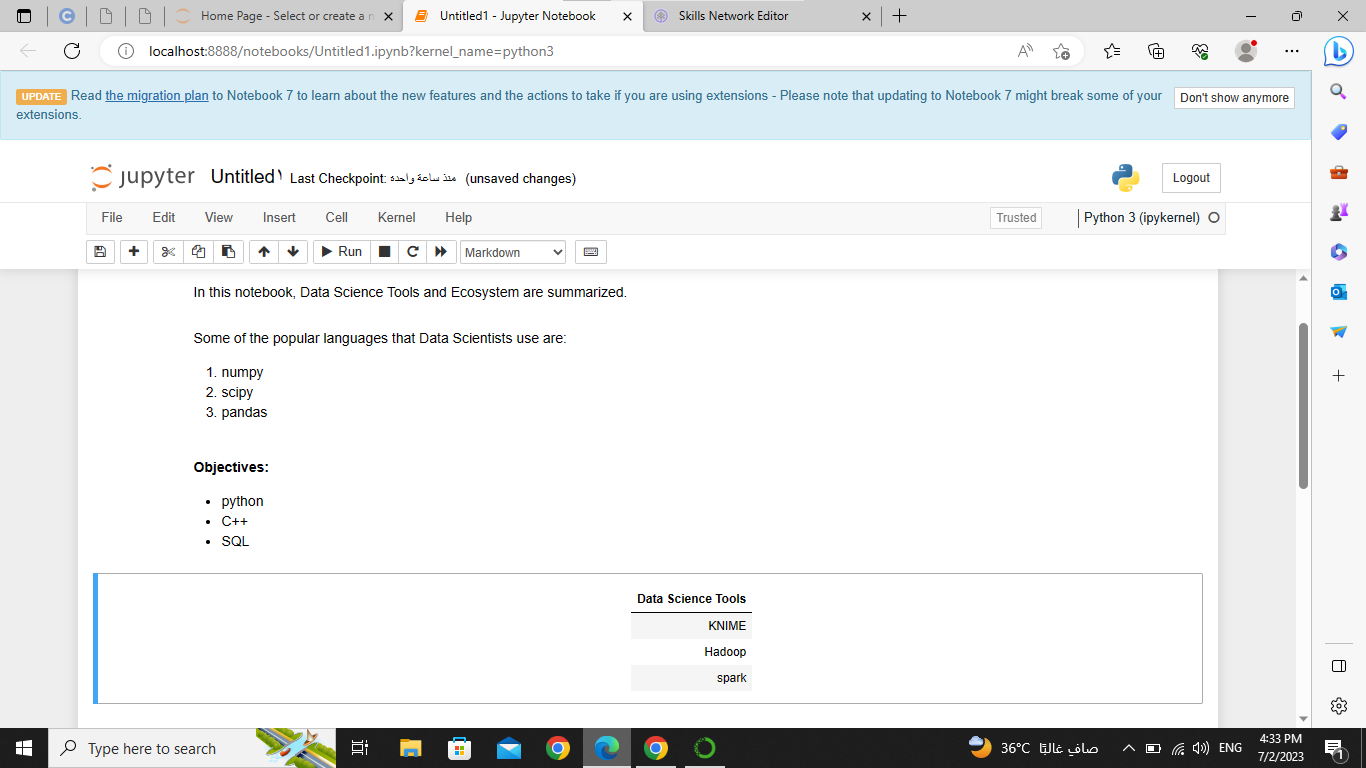 Home Page - Select or create a n
Untitled1 - Jupyter Notebook
Skills Network Editor
localhost:8888/notebooks/Untitled1.ipynb?kernel_name=python3
UPDATE Read the migration plan to Notebook 7 to learn about the new features and the actions to take if you are using extensions - Please note that updating to Notebook 7 might break some of your
extensions.
Don't show anymore
jupyter Untitled Last Checkpoint: منذ ساعة واحدة (unsaved changes)
Logout
File Edit View Insert Cell Kernel Help
Trusted
Python 3 (ipykernel)
Run
Markdown
In this notebook, Data Science Tools and Ecosystem are summarized.
Some of the popular languages that Data Scientists use are:
1. numpy
2. scipy
3. pandas
Objectives:
• python
• C++
• SQL
Data Science Tools
KNIME
Hadoop
spark
Type here to search
36°C صافٍ غالبًا
ENG
4:33 PM
7/2/2023
1